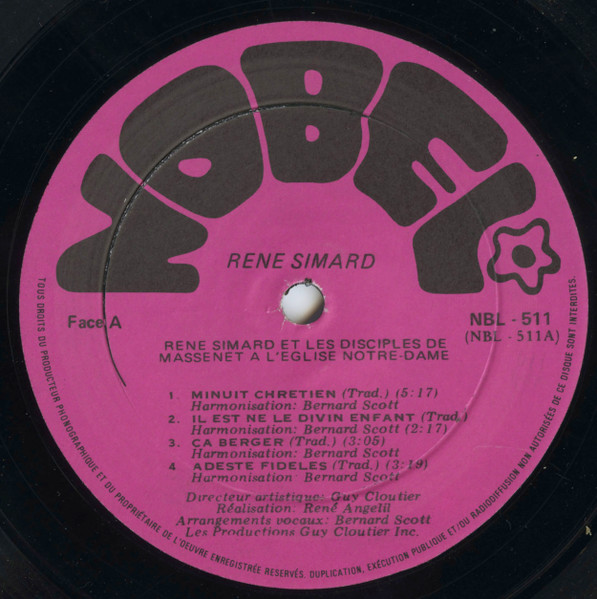 NOBEL
RENE SIMARD
Face A
NBL - 511
(NBL - 511A)
RENE SIMARD ET LES DISCIPLES DE
MASSENET A L'EGLISE NOTRE-DAME
1. MINUIT CHRETIEN (Trad.) (5:17)
Harmonisation: Bernard Scott
2. IL EST NE LE DIVIN ENFANT (Trad.)
Harmonisation: Bernard Scott (2:17)
3. CA BERGER (Trad.) (3:05)
Harmonisation: Bernard Scott
4 ADESTE FIDELES (Trad.) (3:19)
Harmonisation: Bernard Scott
Directeur artistique: Guy Cloutier
Réalisation: René Angelil
Arrangements vocaux: Bernard Scott
Les Productions Guy Cloutier Inc.
TOUS DROITS DU PRODUCTEUR PHONOGRAPHIQUE ET DU PROPRIÉTAIRE DE L'OEUVRE ENREGISTRÉE RESERVÉS. DUPLICATION, EXÉCUTION PUBLIQUE ET/OU RADIODIFFUSION NON AUTORISÉES DE CE DISQUE SONT INTERDITES.